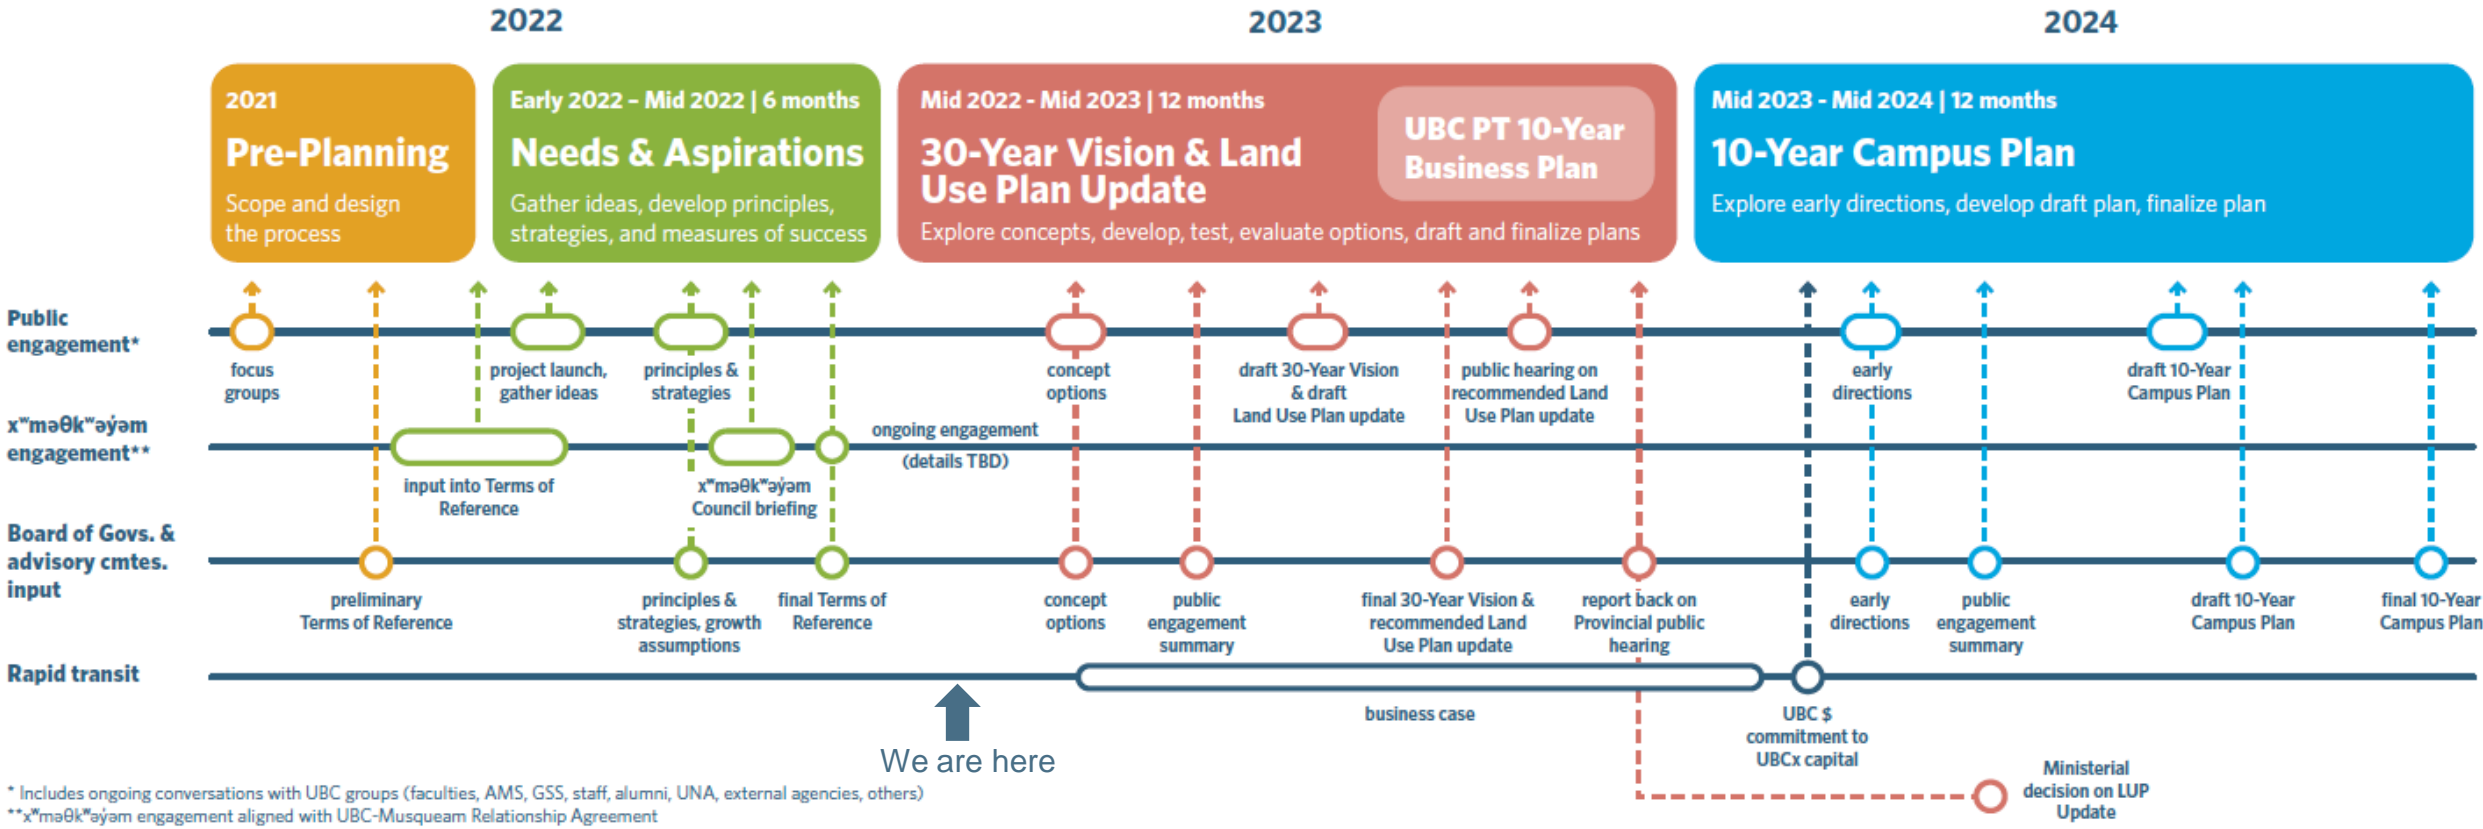 2022
2023
2024
2021
Pre-Planning
Scope and design
the process
Early 2022 – Mid 2022 | 6 months
Needs & Aspirations
Gather ideas, develop principles,
strategies, and measures of success
Mid 2022 - Mid 2023 | 12 months
30-Year Vision & Land
Use Plan Update
Explore concepts, develop, test, evaluate options, draft and finalize plans
UBC PT 10-Year
Business Plan
Mid 2023 - Mid 2024 | 12 months
10-Year Campus Plan
Explore early directions, develop draft plan, finalize plan
Public
engagement*
focus
groups
project launch,
gather ideas
principles &
strategies
concept
options
draft 30-Year Vision
& draft
Land Use Plan update
public hearing on
recommended Land
Use Plan update
early
directions
draft 10-Year
Campus Plan
xʷməθkʷəy̓əm
engagement**
input into Terms of
Reference
xʷməθkʷəy̓əm
Council briefing
ongoing engagement
(details TBD)
Board of Govs. &
advisory cmtes.
input
preliminary
Terms of Reference
principles &
strategies, growth
assumptions
final Terms of
Reference
concept
options
public
engagement
summary
final 30-Year Vision &
recommended Land
Use Plan update
report back on
Provincial public
hearing
early
directions
public
engagement
summary
draft 10-Year
Campus Plan
final 10-Year
Campus Plan
Rapid transit
business case
UBC $
commitment to
UBCx capital
We are here
Ministerial
decision on LUP
Update
* Includes ongoing conversations with UBC groups (faculties, AMS, GSS, staff, alumni, UNA, external agencies, others)
**xʷməθkʷəy̓əm engagement aligned with UBC-Musqueam Relationship Agreement